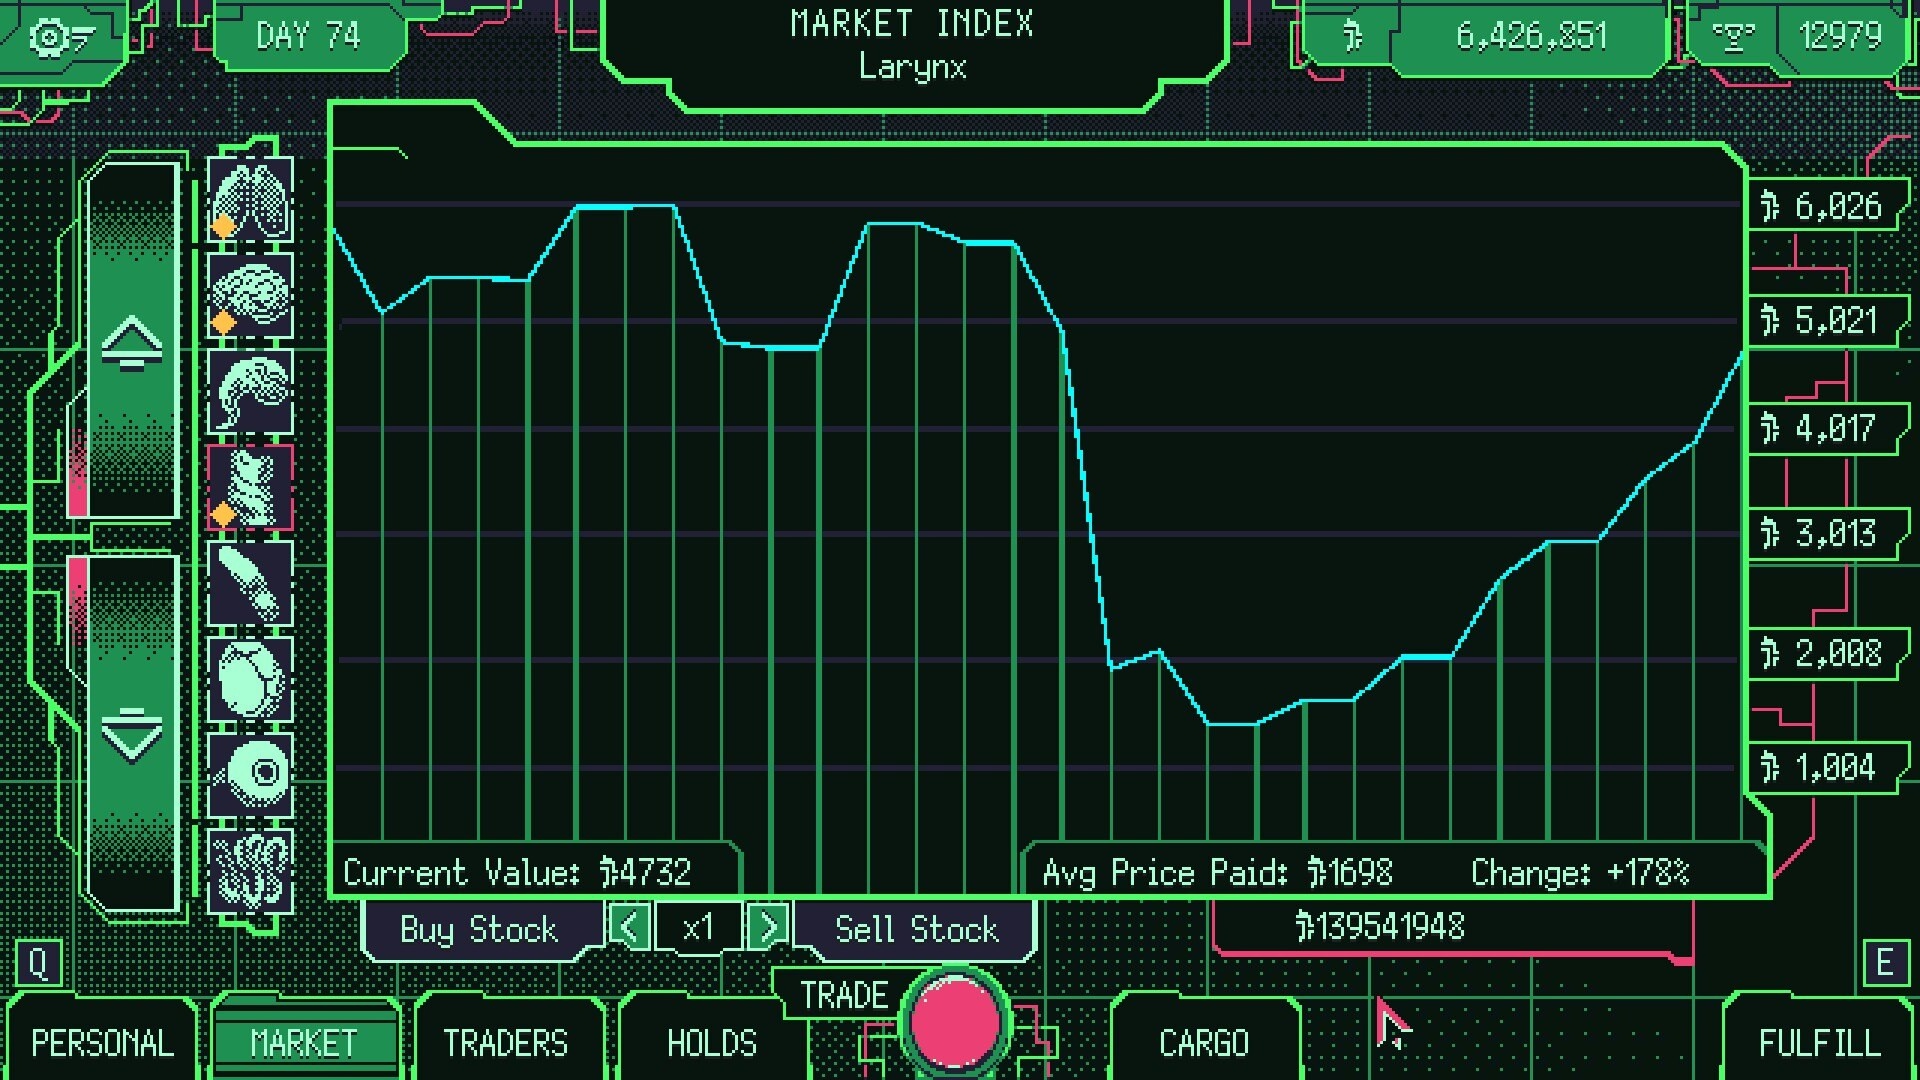 DAY 74
MARKET INDEX
Larynx
6,426,851
12979
6,026
5,021
4,017
3,013
2,008
1,004
Current Value: 4732
Avg Price Paid: 1698 Change: +178%
Buy Stock
x1
Sell Stock
139541948
Q
E
TRADE
PERSONAL
MARKET
TRADERS
HOLDS
CARGO
FULFILL